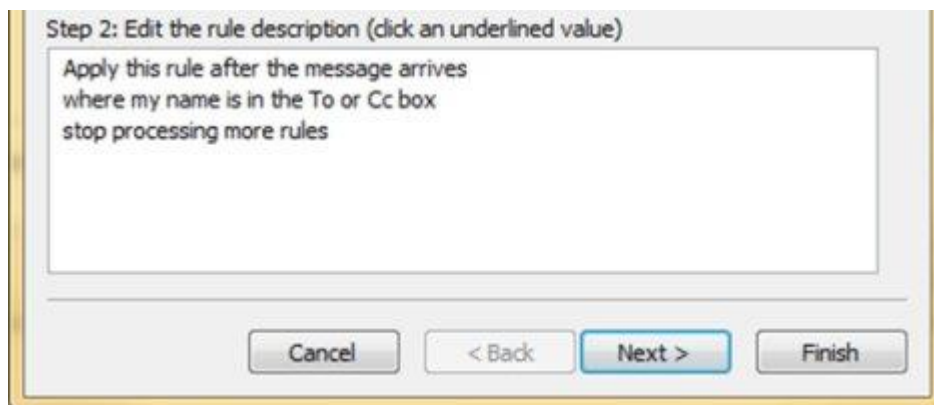 Step 2: Edit the rule description (click an underlined value)
Apply this rule after the message arrives
where my name is in the To or Cc box
stop processing more rules
Cancel
< Back
Next >
Finish